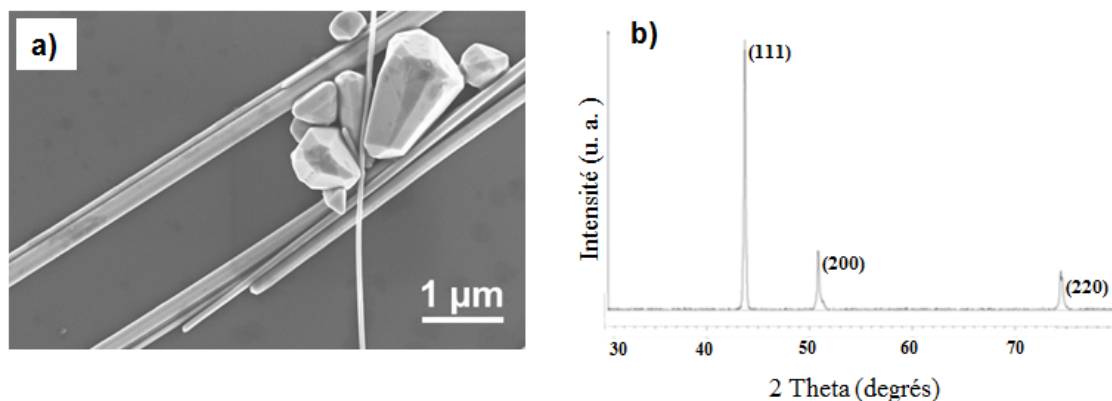 a)
1 µm
b)
Intensité (u. a.)
(111)
(200)
(220)
30 40 50 60 70
2 Theta (degrés)